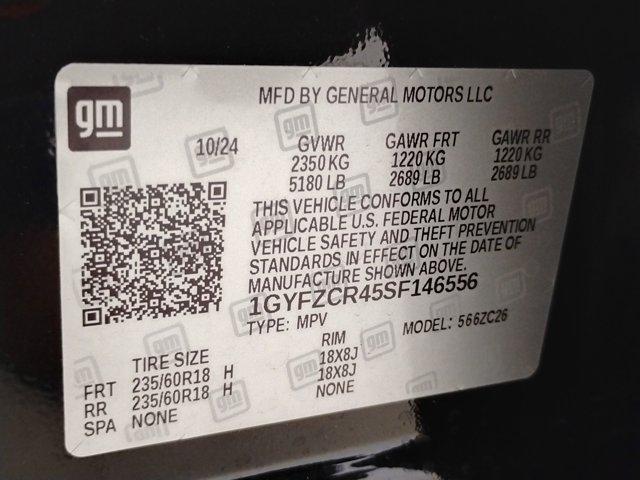 gm
MFD BY GENERAL MOTORS LLC
10/24 GVWR GAWR FRT GAWR RR
2350 KG 1220 KG 1220 KG
5180 LB 2689 LB 2689 LB
THIS VEHICLE CONFORMS TO ALL
APPLICABLE U.S. FEDERAL MOTOR
VEHICLE SAFETY AND THEFT PREVENTION
STANDARDS IN EFFECT ON THE DATE OF
MANUFACTURE SHOWN ABOVE.
1GYFZCR45SF146556
TYPE: MPV MODEL: 566ZC26
TIRE SIZE RIM
FRT 235/60R18 H 18X8J
RR 235/60R18 H 18X8J
SPA NONE NONE